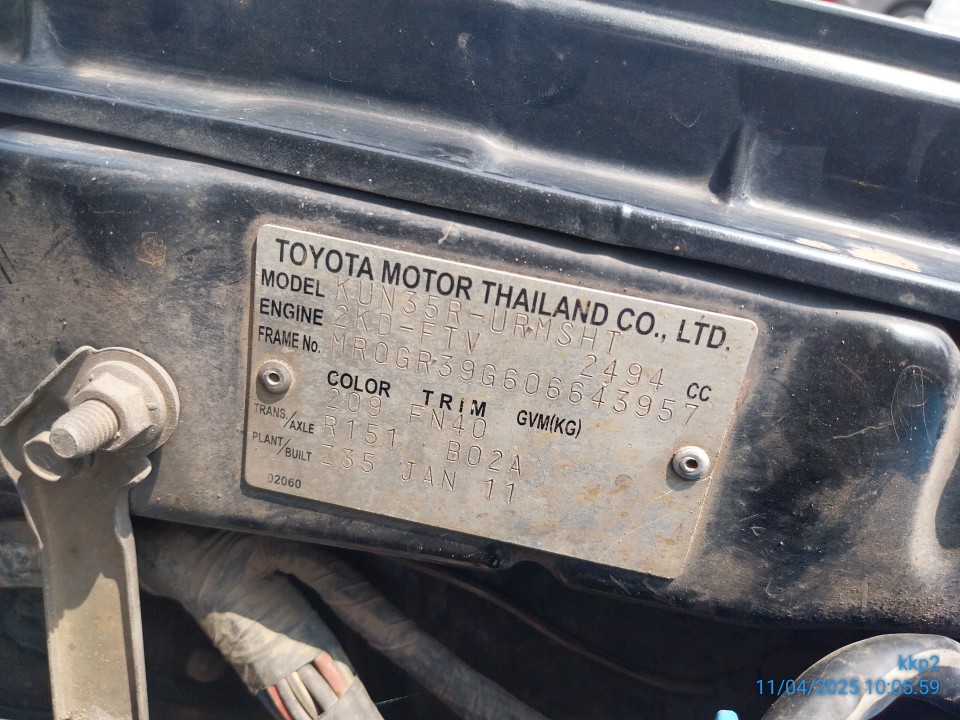 TOYOTA MOTOR THAILAND CO., LTD.
MODEL KUN35R-URMSHT
ENGINE 2KD-FTV 2494 CC
FRAME No. MR0GR39G606643957
COLOR TRIM GVM(KG)
209 FN40
TRANS./AXLE R151 B02A
PLANT/BUILT 135 JAN 11
02060
kkp2
11/04/2025 10:05:59